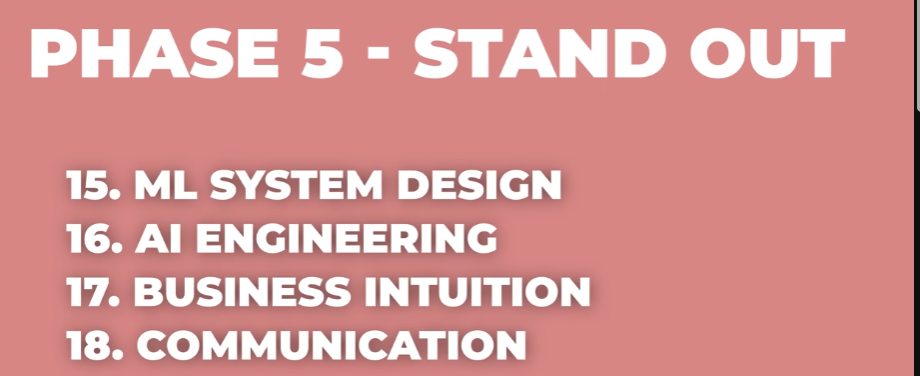 PHASE 5 - STAND OUT
15. ML SYSTEM DESIGN
16. AI ENGINEERING
17. BUSINESS INTUITION
18. COMMUNICATION